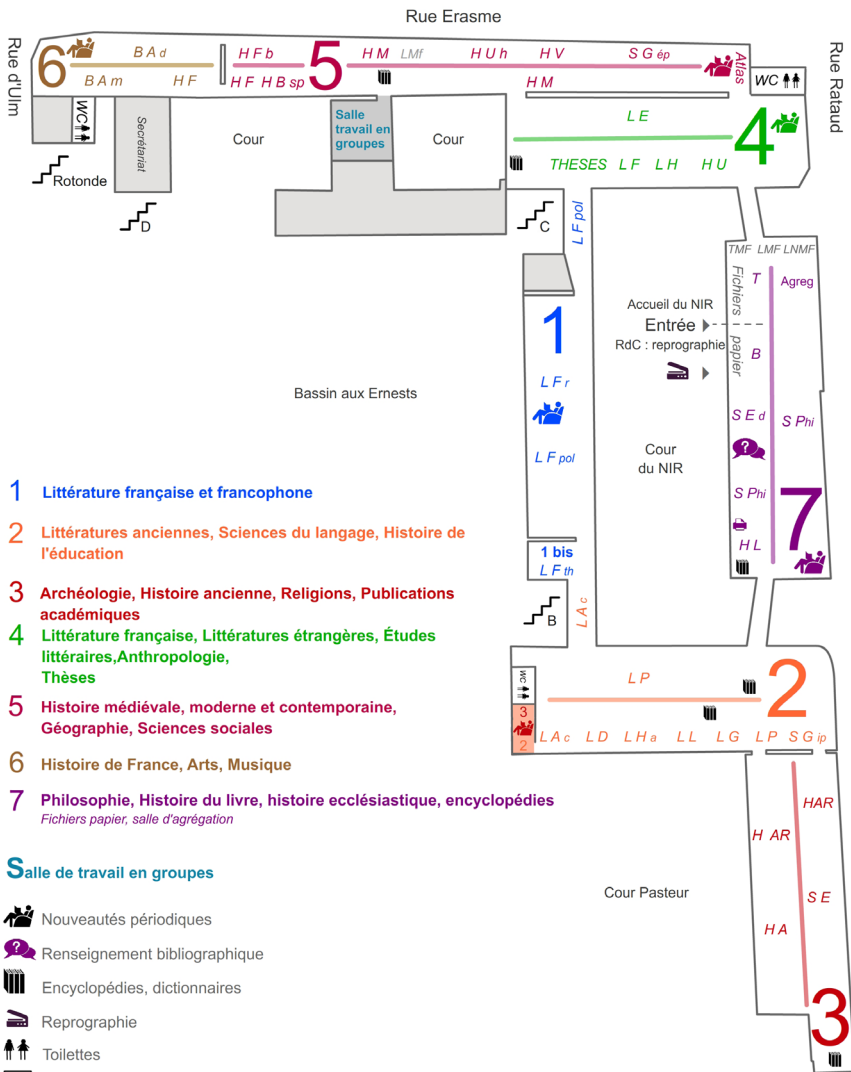 Rue Erasme
Rue d'Ulm
Rue Rataud
6
B A d
B A m
H F
H F b
H F H B sp
5
H M
LMf
H U h
H V
S G ép
H M
Atlas
WC
WC
Secrétariat
Cour
Salle
travail en
groupes
Cour
L E
4
THESES L F L H H U
Rotonde
D
C
L F pol
TMF LMF LNMF
Fichiers
papier
T
Agreg
1
Accueil du NIR
Entrée
RdC : reprographie
B
L F r
Bassin aux Ernests
S E d
S Phi
L F pol
Cour
du NIR
S Phi
7
H L
1 bis
L F th
B
L A c
WC
3
2
L P
2
L A c L D L H a L L L G L P S G ip
HAR
H AR
S E
H A
3
Cour Pasteur
1 Littérature française et francophone
2 Littératures anciennes, Sciences du langage, Histoire de
l'éducation
3 Archéologie, Histoire ancienne, Religions, Publications
académiques
4 Littérature française, Littératures étrangères, Études
littéraires,Anthropologie,
Thèses
5 Histoire médiévale, moderne et contemporaine,
Géographie, Sciences sociales
6 Histoire de France, Arts, Musique
7 Philosophie, Histoire du livre, histoire ecclésiastique, encyclopédies
Fichiers papier, salle d'agrégation
Salle de travail en groupes
Nouveautés périodiques
? Renseignement bibliographique
Encyclopédies, dictionnaires
Reprographie
Toilettes